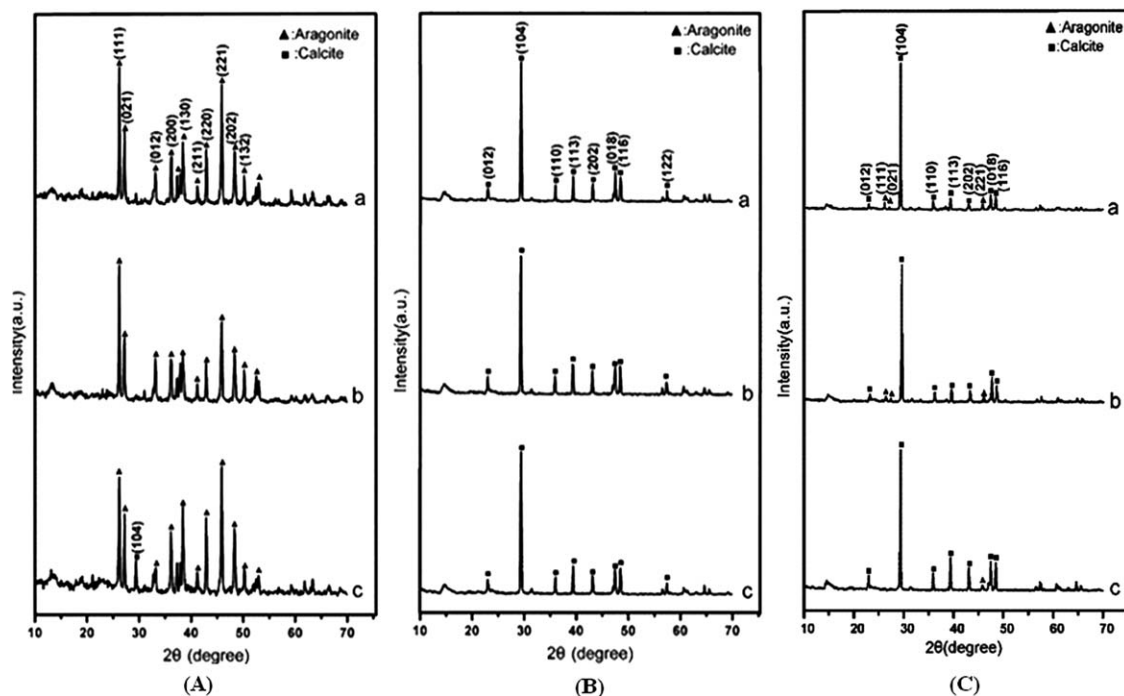 ▲:Aragonite
■:Calcite
(111)
(021)
(012)
(200)
(130)
(211)
(220)
(221)
(202)
(132)
a
b
(104)
c
Intensity(a.u.)
10 20 30 40 50 60 70
2θ (degree)
(A)
▲:Aragonite
■:Calcite
(104)
(012)
(110)
(113)
(202)
(018)
(116)
(122)
a
b
c
Intensity(a.u.)
10 20 30 40 50 60 70
2θ (degree)
(B)
▲:Aragonite
■:Calcite
(104)
(012)
(111)
(021)
(110)
(113)
(202)
(221)
(018)
(116)
a
b
c
Intensity(a.u.)
10 20 30 40 50 60 70
2θ(degree)
(C)